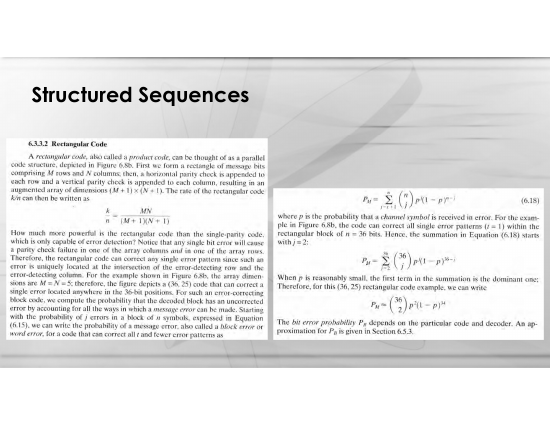 Structured Sequences
6.3.3.2 Rectangular Code
A rectangular code, also called a product code, can be thought of as a parallel
code structure, depicted in Figure 6.8b. First we form a rectangle of message bits
comprising M rows and N columns; then, a horizontal parity check is appended to
each row and a vertical parity check is appended to each column, resulting in an
augmented array of dimensions (M + 1) × (N + 1). The rate of the rectangular code
k/n can then be written as
k/n = MN/((M + 1)(N + 1))
How much more powerful is the rectangular code than the single-parity code,
which is only capable of error detection? Notice that any single bit error will cause
a parity check failure in one of the array columns and in one of the array rows.
Therefore, the rectangular code can correct any single error pattern since such an
error is uniquely located at the intersection of the error-detecting row and the
error-detecting column. For the example shown in Figure 6.8b, the array dimen-
sions are M = N = 5; therefore, the figure depicts a (36, 25) code that can correct a
single error located anywhere in the 36-bit positions. For such an error-correcting
block code, we compute the probability that the decoded block has an uncorrected
error by accounting for all the ways in which a message error can be made. Starting
with the probability of j errors in a block of n symbols, expressed in Equation
(6.15), we can write the probability of a message error, also called a block error or
word error, for a code that can correct all t and fewer error patterns as
P_M = Σ_{j=t+1}^{n} (n j) p^j(1 − p)^{n−j} (6.18)
where p is the probability that a channel symbol is received in error. For the exam-
ple in Figure 6.8b, the code can correct all single error patterns (t = 1) within the
rectangular block of n = 36 bits. Hence, the summation in Equation (6.18) starts
with j = 2:
P_M = Σ_{j=2}^{36} (36 j) p^j(1 − p)^{36−j}
When p is reasonably small, the first term in the summation is the dominant one;
Therefore, for this (36, 25) rectangular code example, we can write
P_M ≈ (36 2) p^2(1 − p)^{34}
The bit error probability P_B depends on the particular code and decoder. An ap-
proximation for P_B is given in Section 6.5.3.